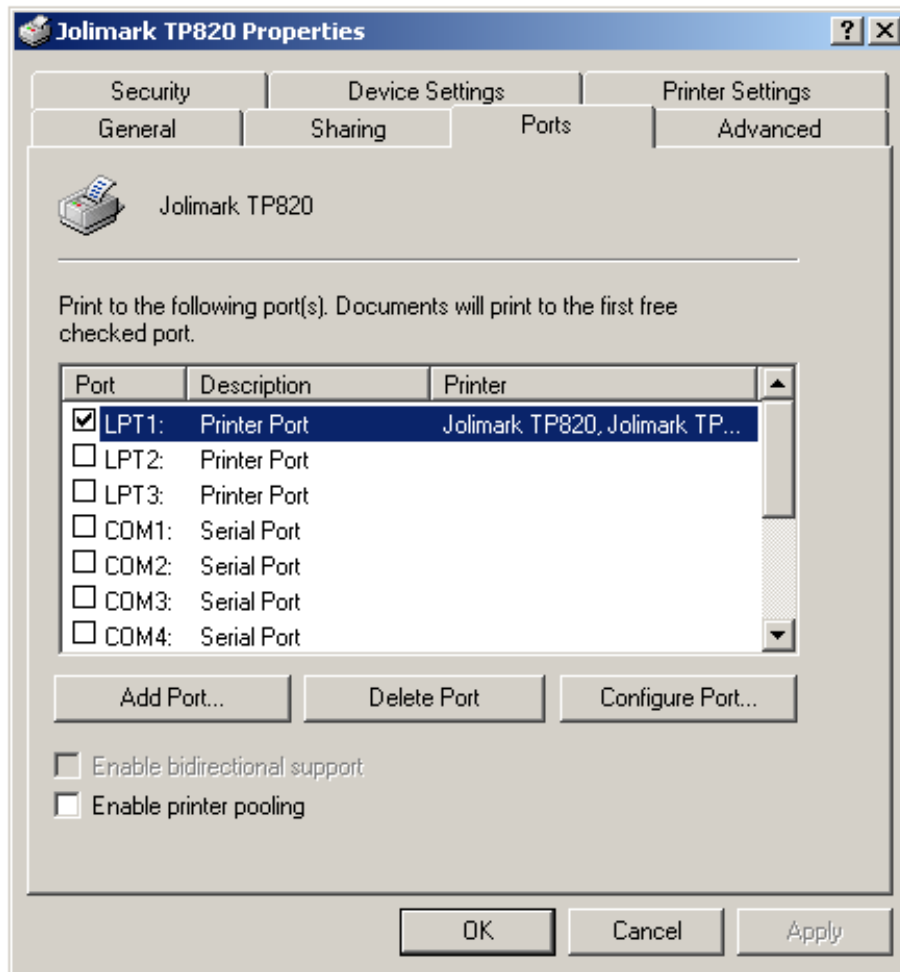 Jolimark TP820 Properties
Security Device Settings Printer Settings
General Sharing Ports Advanced
Jolimark TP820
Print to the following port(s). Documents will print to the first free
checked port.
Port Description Printer
LPT1: Printer Port Jolimark TP820, Jolimark TP...
LPT2: Printer Port
LPT3: Printer Port
COM1: Serial Port
COM2: Serial Port
COM3: Serial Port
COM4: Serial Port
Add Port... Delete Port Configure Port...
Enable bidirectional support
Enable printer pooling
OK Cancel Apply